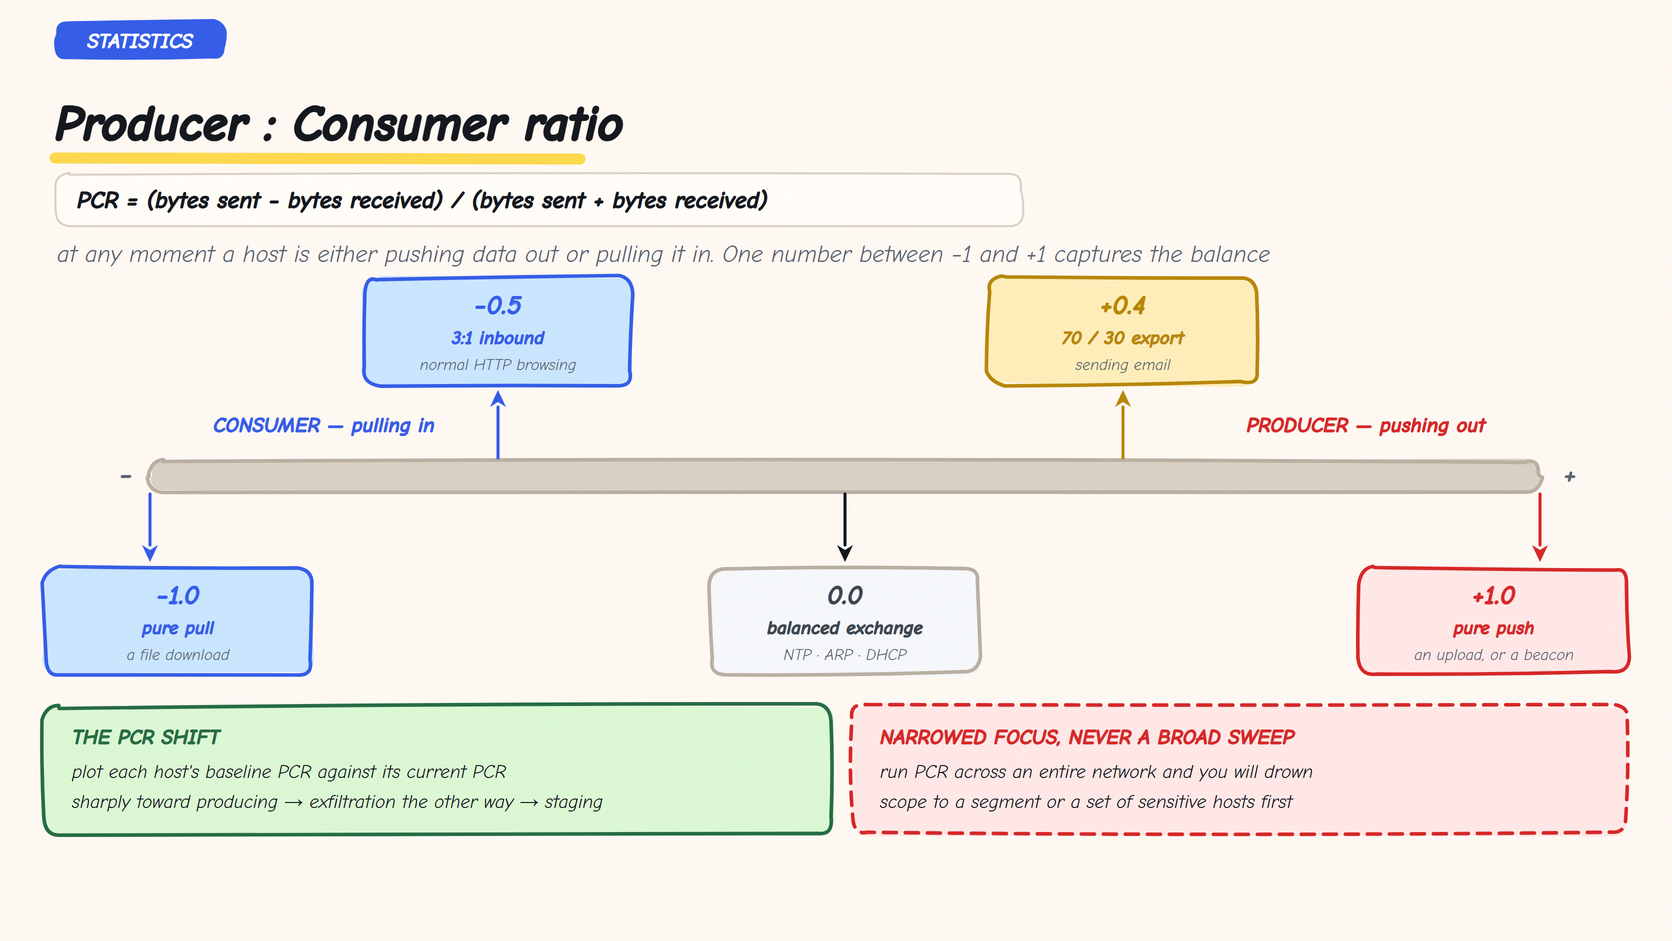 STATISTICS
Producer : Consumer ratio
PCR = (bytes sent - bytes received) / (bytes sent + bytes received)
at any moment a host is either pushing data out or pulling it in. One number between -1 and +1 captures the balance
-0.5
3:1 inbound
normal HTTP browsing
+0.4
70 / 30 export
sending email
CONSUMER — pulling in
PRODUCER — pushing out
-
+
-1.0
pure pull
a file download
0.0
balanced exchange
NTP · ARP · DHCP
+1.0
pure push
an upload, or a beacon
THE PCR SHIFT
plot each host's baseline PCR against its current PCR
sharply toward producing → exfiltration the other way → staging
NARROWED FOCUS, NEVER A BROAD SWEEP
run PCR across an entire network and you will drown
scope to a segment or a set of sensitive hosts first